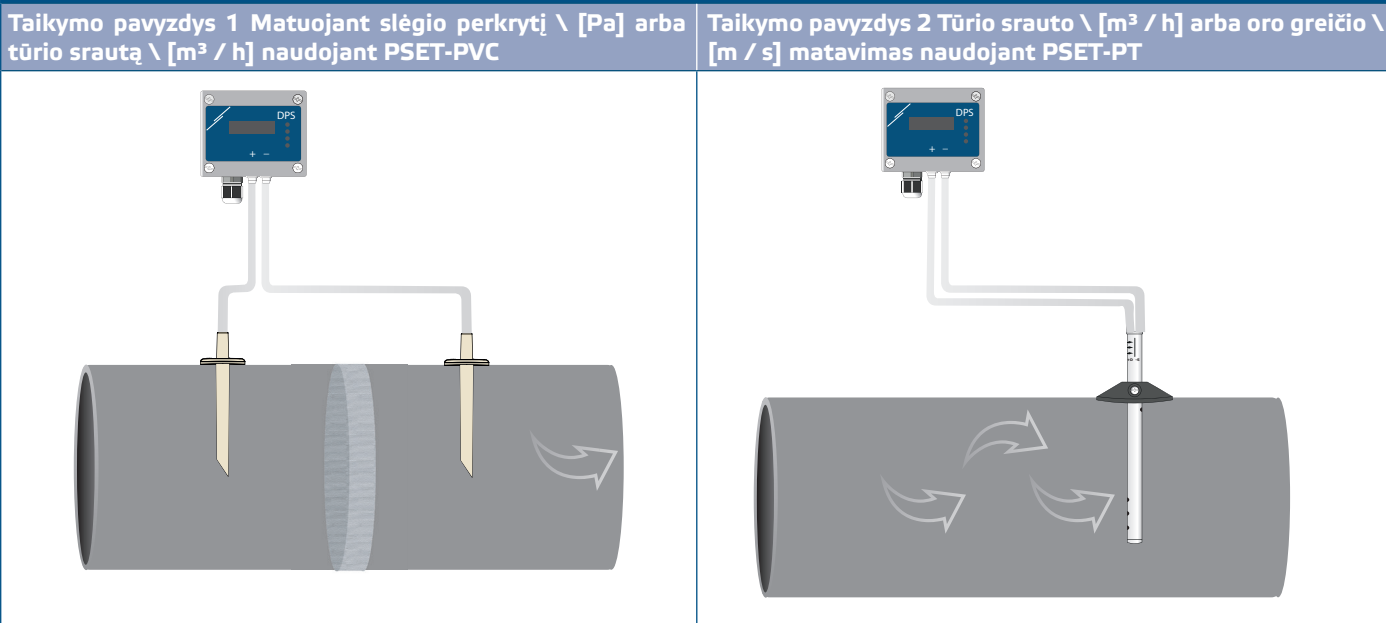 Taikymo pavyzdys 1 Matuojant slėgio perkrytį \ [Pa] arba
tūrio srautą \ [m³ / h] naudojant PSET-PVC
Taikymo pavyzdys 2 Tūrio srauto \ [m³ / h] arba oro greičio \
[m / s] matavimas naudojant PSET-PT
DPS
+ −
DPS
+ −